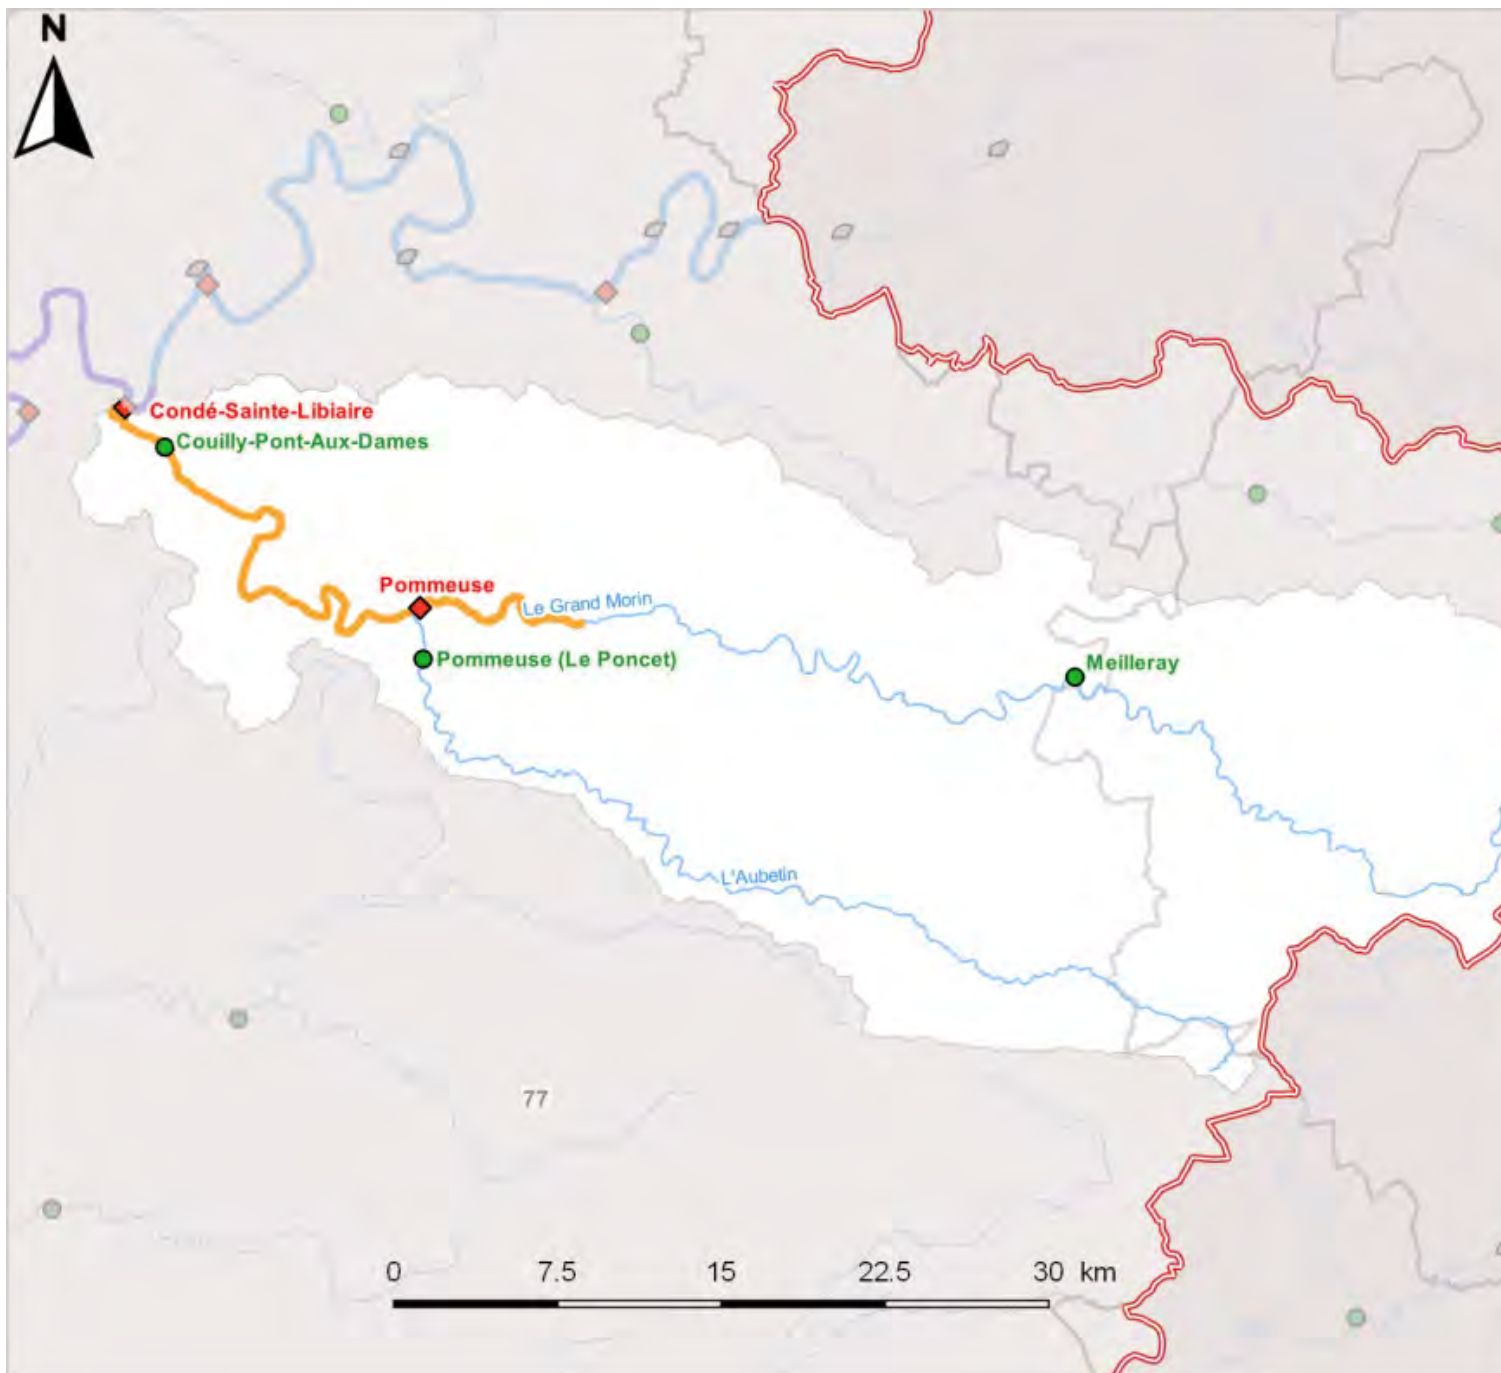 N
Condé-Sainte-Libiaire
Couilly-Pont-Aux-Dames
Pommeuse
Le Grand Morin
Pommeuse (Le Poncet)
Meilleray
L'Aubetin
77
0 7.5 15 22.5 30 km